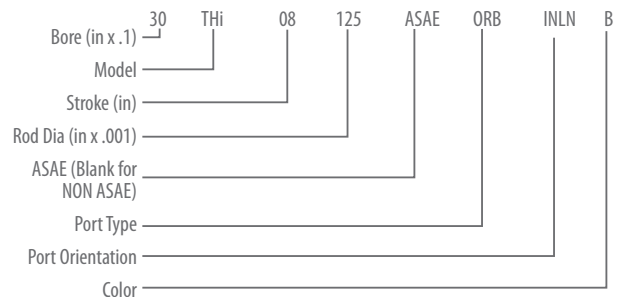 30 THi 08 125 ASAE ORB INLN B
Bore (in x .1)
Model
Stroke (in)
Rod Dia (in x .001)
ASAE (Blank for
NON ASAE)
Port Type
Port Orientation
Color